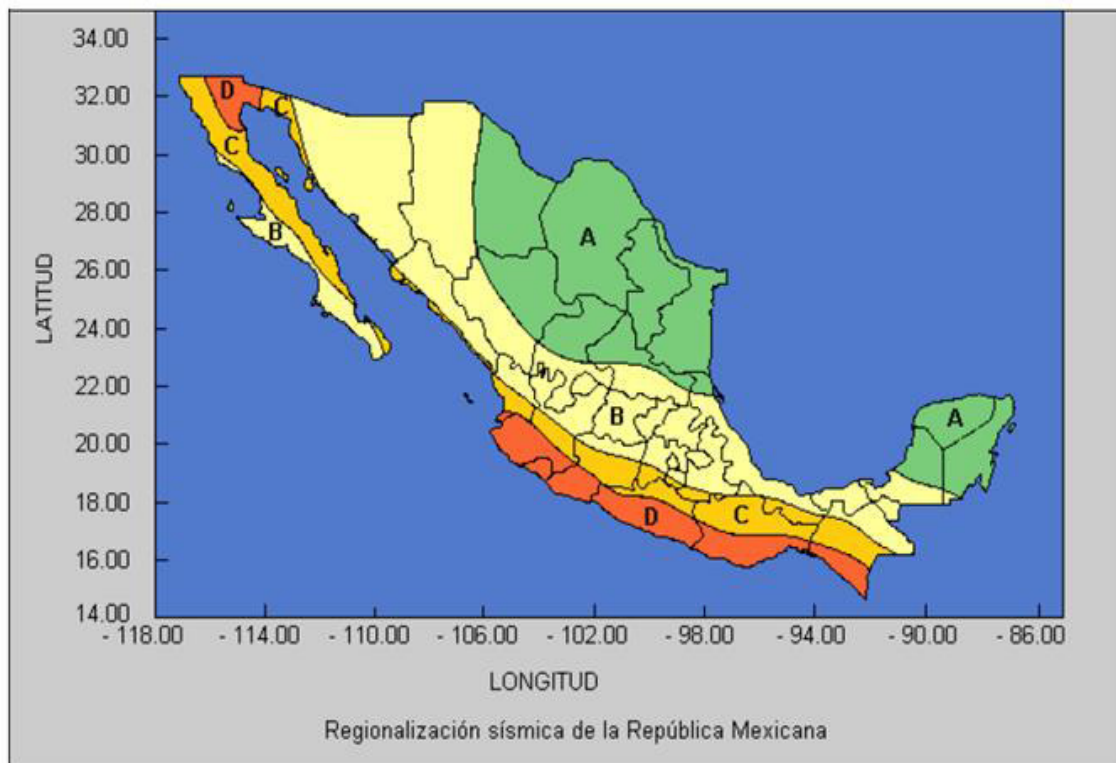 34.00
32.00
D
C
30.00
C
28.00
A
B
26.00
LATITUD
24.00
22.00
B
A
20.00
18.00
D
C
16.00
14.00
- 118.00
- 114.00
- 110.00
- 106.00
- 102.00
- 98.00
- 94.00
- 90.00
- 86.00
LONGITUD
Regionalización sísmica de la República Mexicana